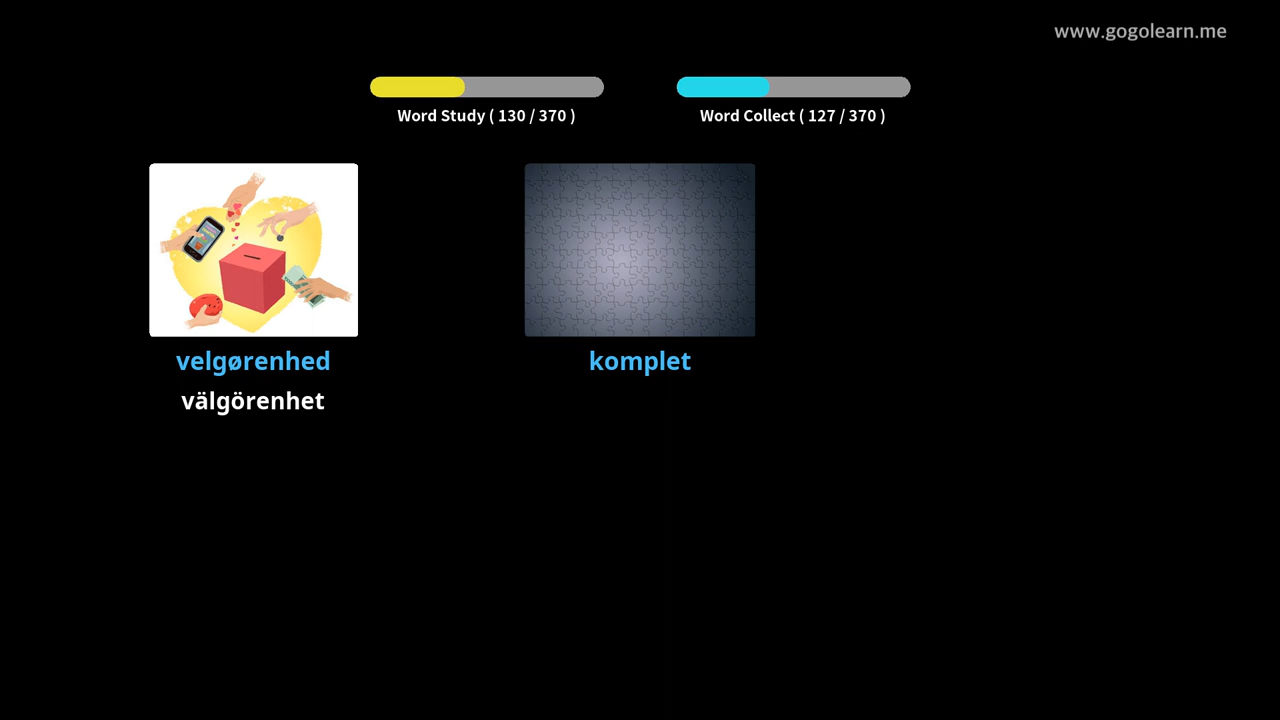 www.gogolearn.me
Word Study ( 130 / 370 )
Word Collect ( 127 / 370 )
velgørenhed
välgörenhet
komplet